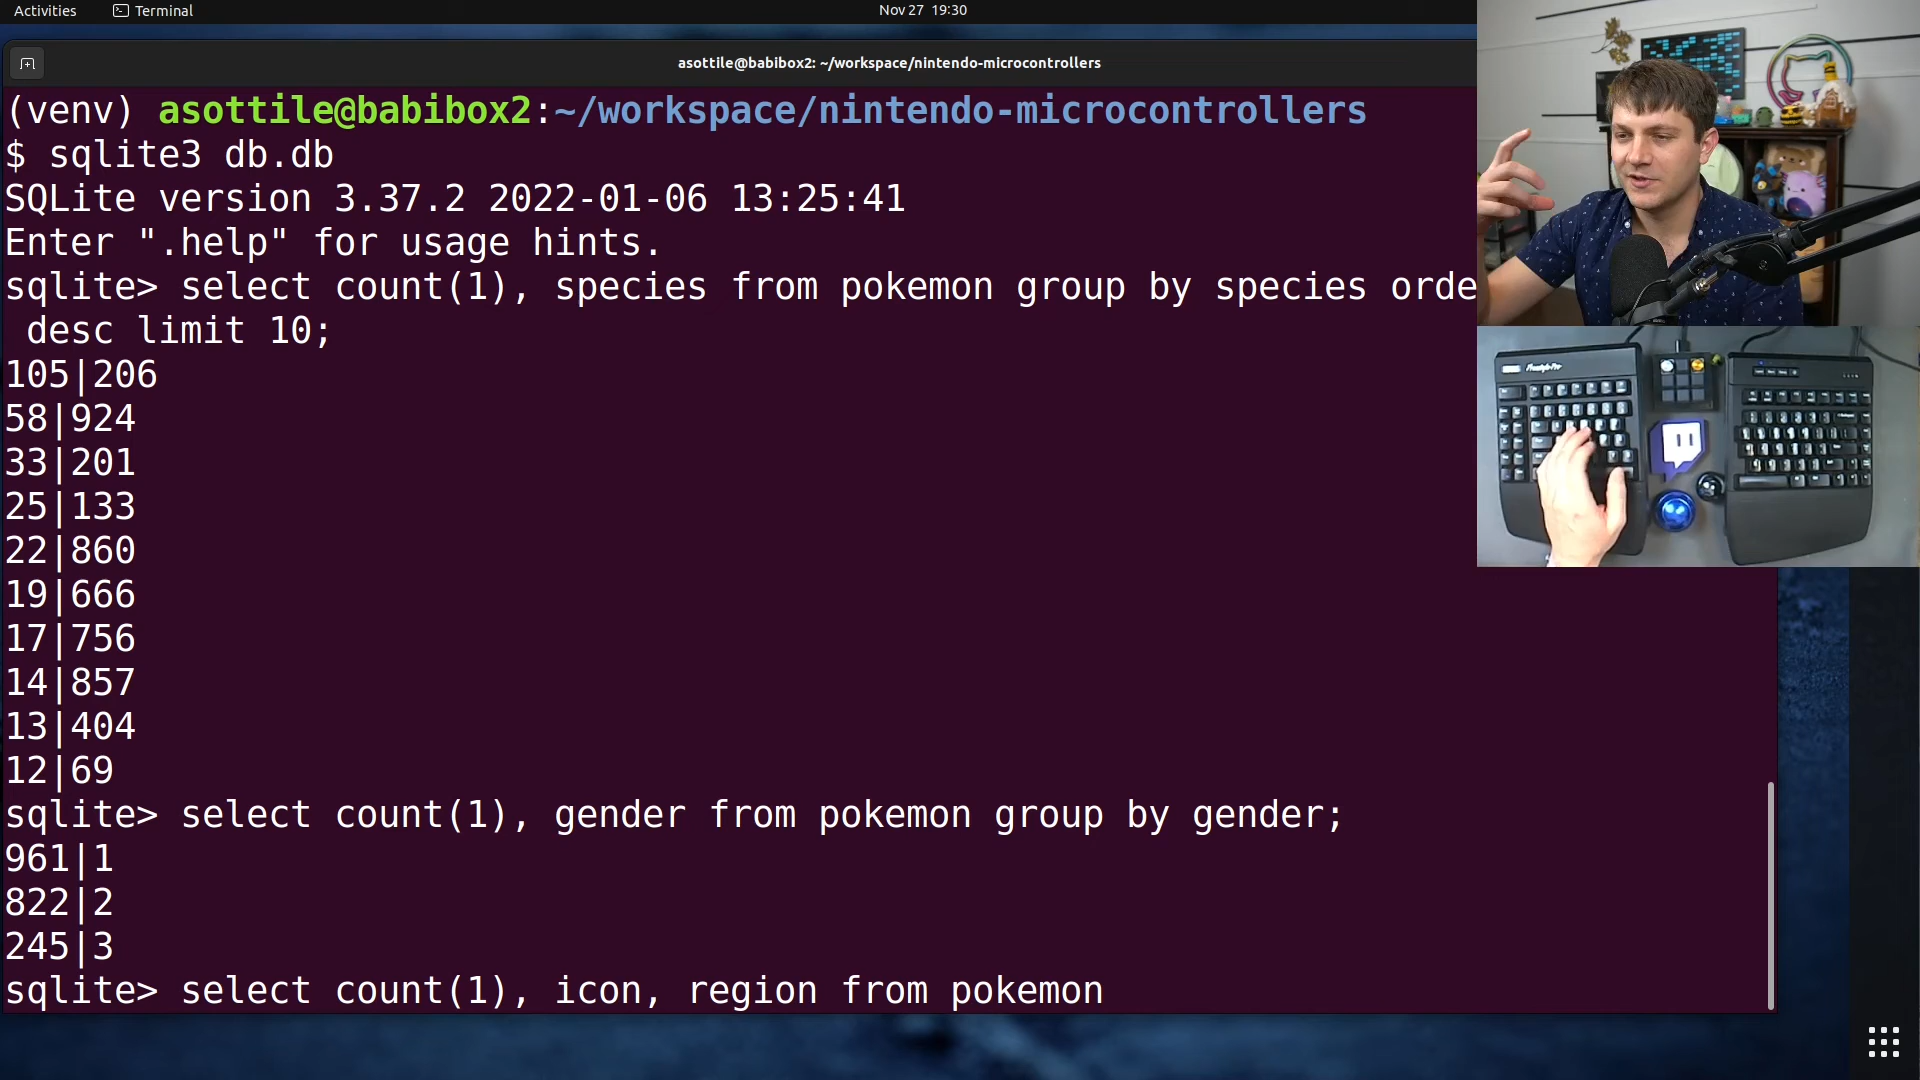 Activities
Terminal
Nov 27 19:30
asottile@babibox2: ~/workspace/nintendo-microcontrollers
(venv) asottile@babibox2:~/workspace/nintendo-microcontrollers
$ sqlite3 db.db
SQLite version 3.37.2 2022-01-06 13:25:41
Enter ".help" for usage hints.
sqlite> select count(1), species from pokemon group by species orde
desc limit 10;
105|206
58|924
33|201
25|133
22|860
19|666
17|756
14|857
13|404
12|69
sqlite> select count(1), gender from pokemon group by gender;
961|1
822|2
245|3
sqlite> select count(1), icon, region from pokemon
Freestyle Pro